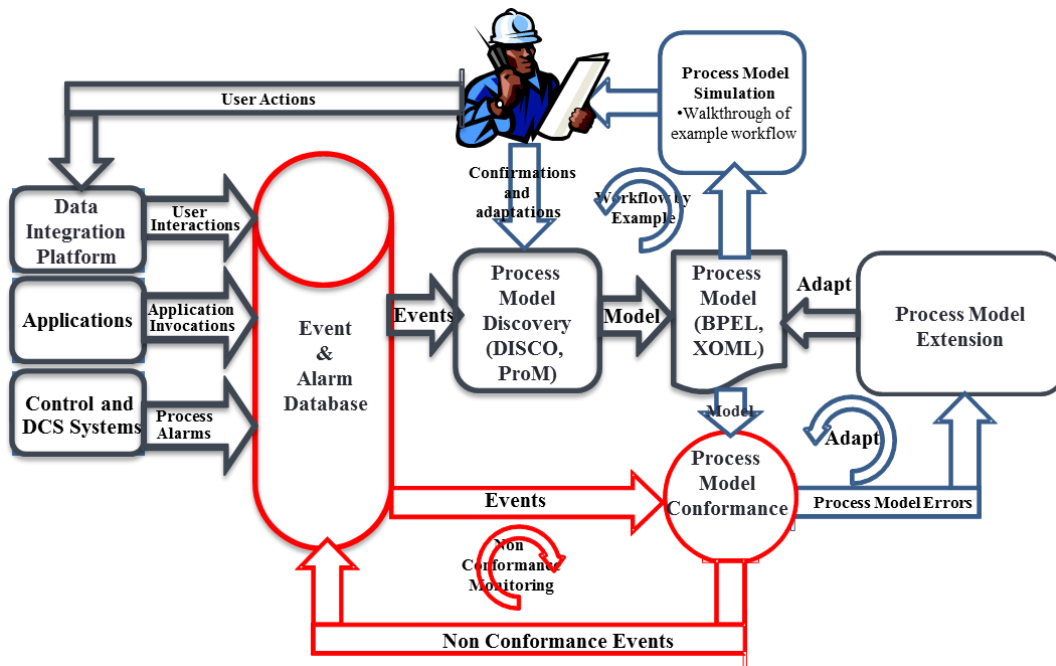 User Actions
Process Model
Simulation
•Walkthrough of
example workflow
Confirmations
and
adaptations
Workflow by
Example
Data
Integration
Platform
User
Interactions
Applications
Application
Invocations
Control and
DCS Systems
Process
Alarms
Event
&
Alarm
Database
Events
Process
Model
Discovery
(DISCO,
ProM)
Model
Process
Model
(BPEL,
XOML)
Adapt
Process Model
Extension
Model
Adapt
Process
Model
Conformance
Events
Process Model Errors
Non
Conformance
Monitoring
Non Conformance Events